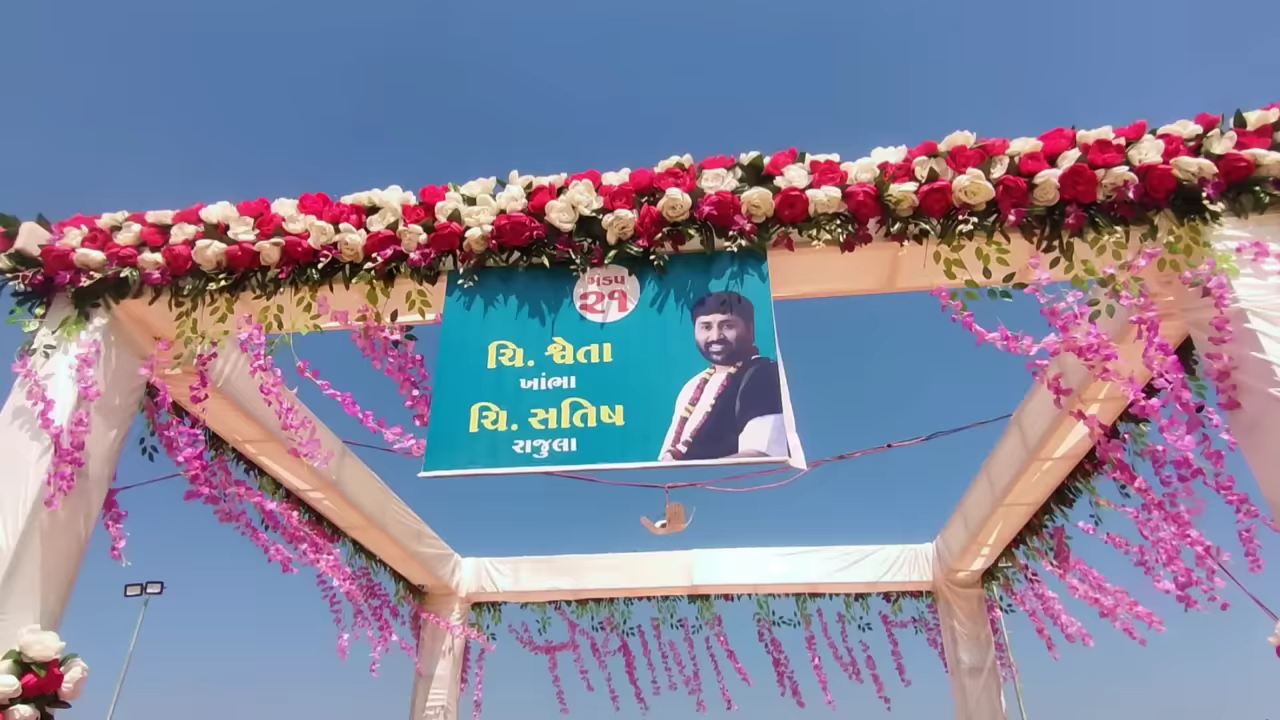 મંડપ
૨૧
ચિ. શ્વેતા
ખાંભા
ચિ. સતિષ
રાજુલા